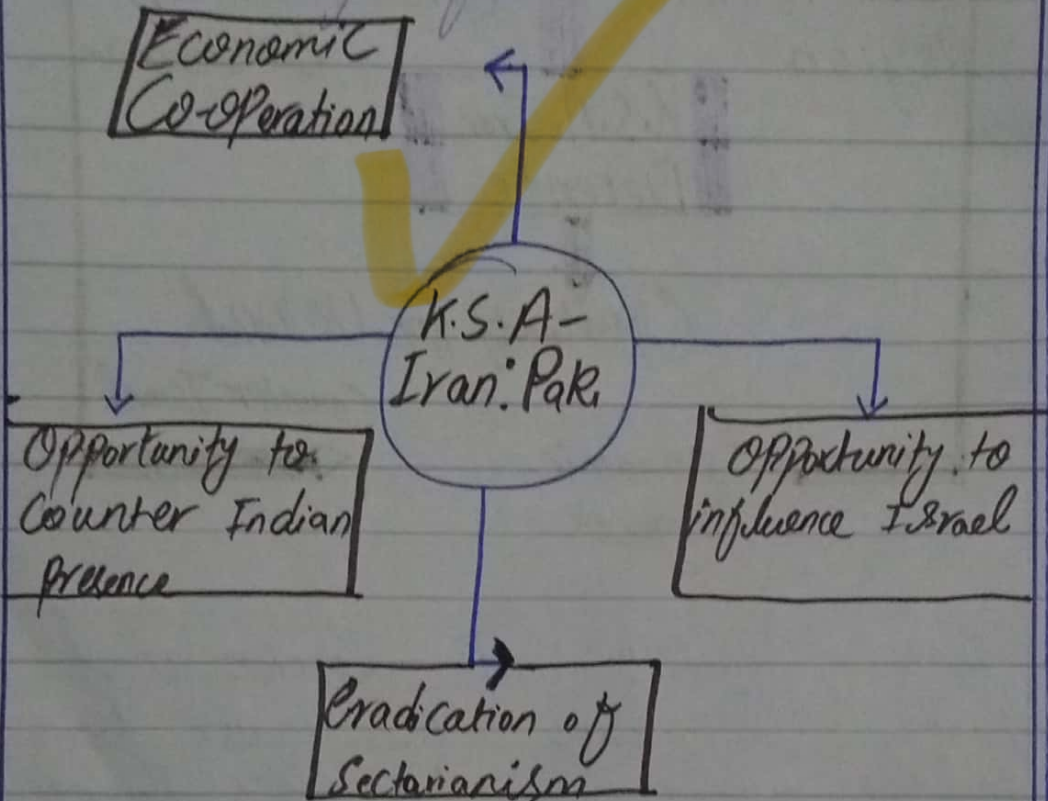 Economic
Co-operation
K.S.A-
Iran: Pak
Opportunity to
Counter Indian
Presence
Opportunity to
influence Israel
Eradication of
Sectarianism